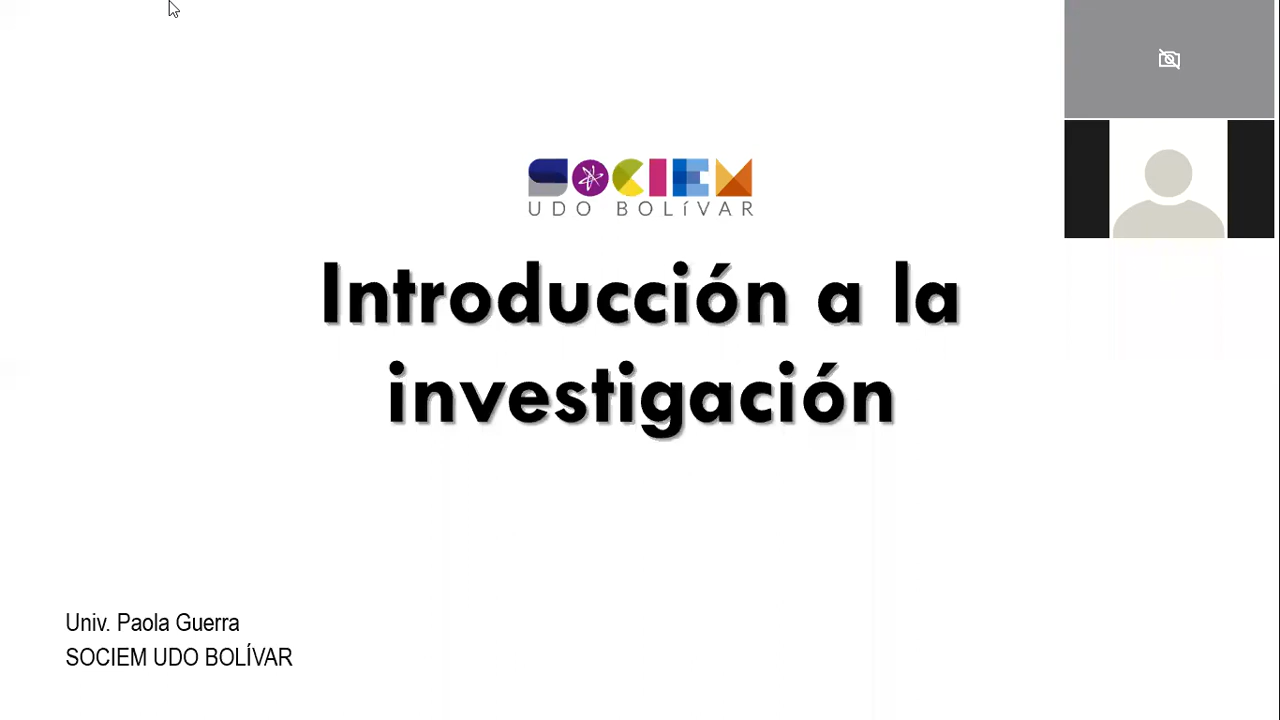 SOCIEM
UDO BOLÍVAR
Introducción a la
investigación
Univ. Paola Guerra
SOCIEM UDO BOLÍVAR